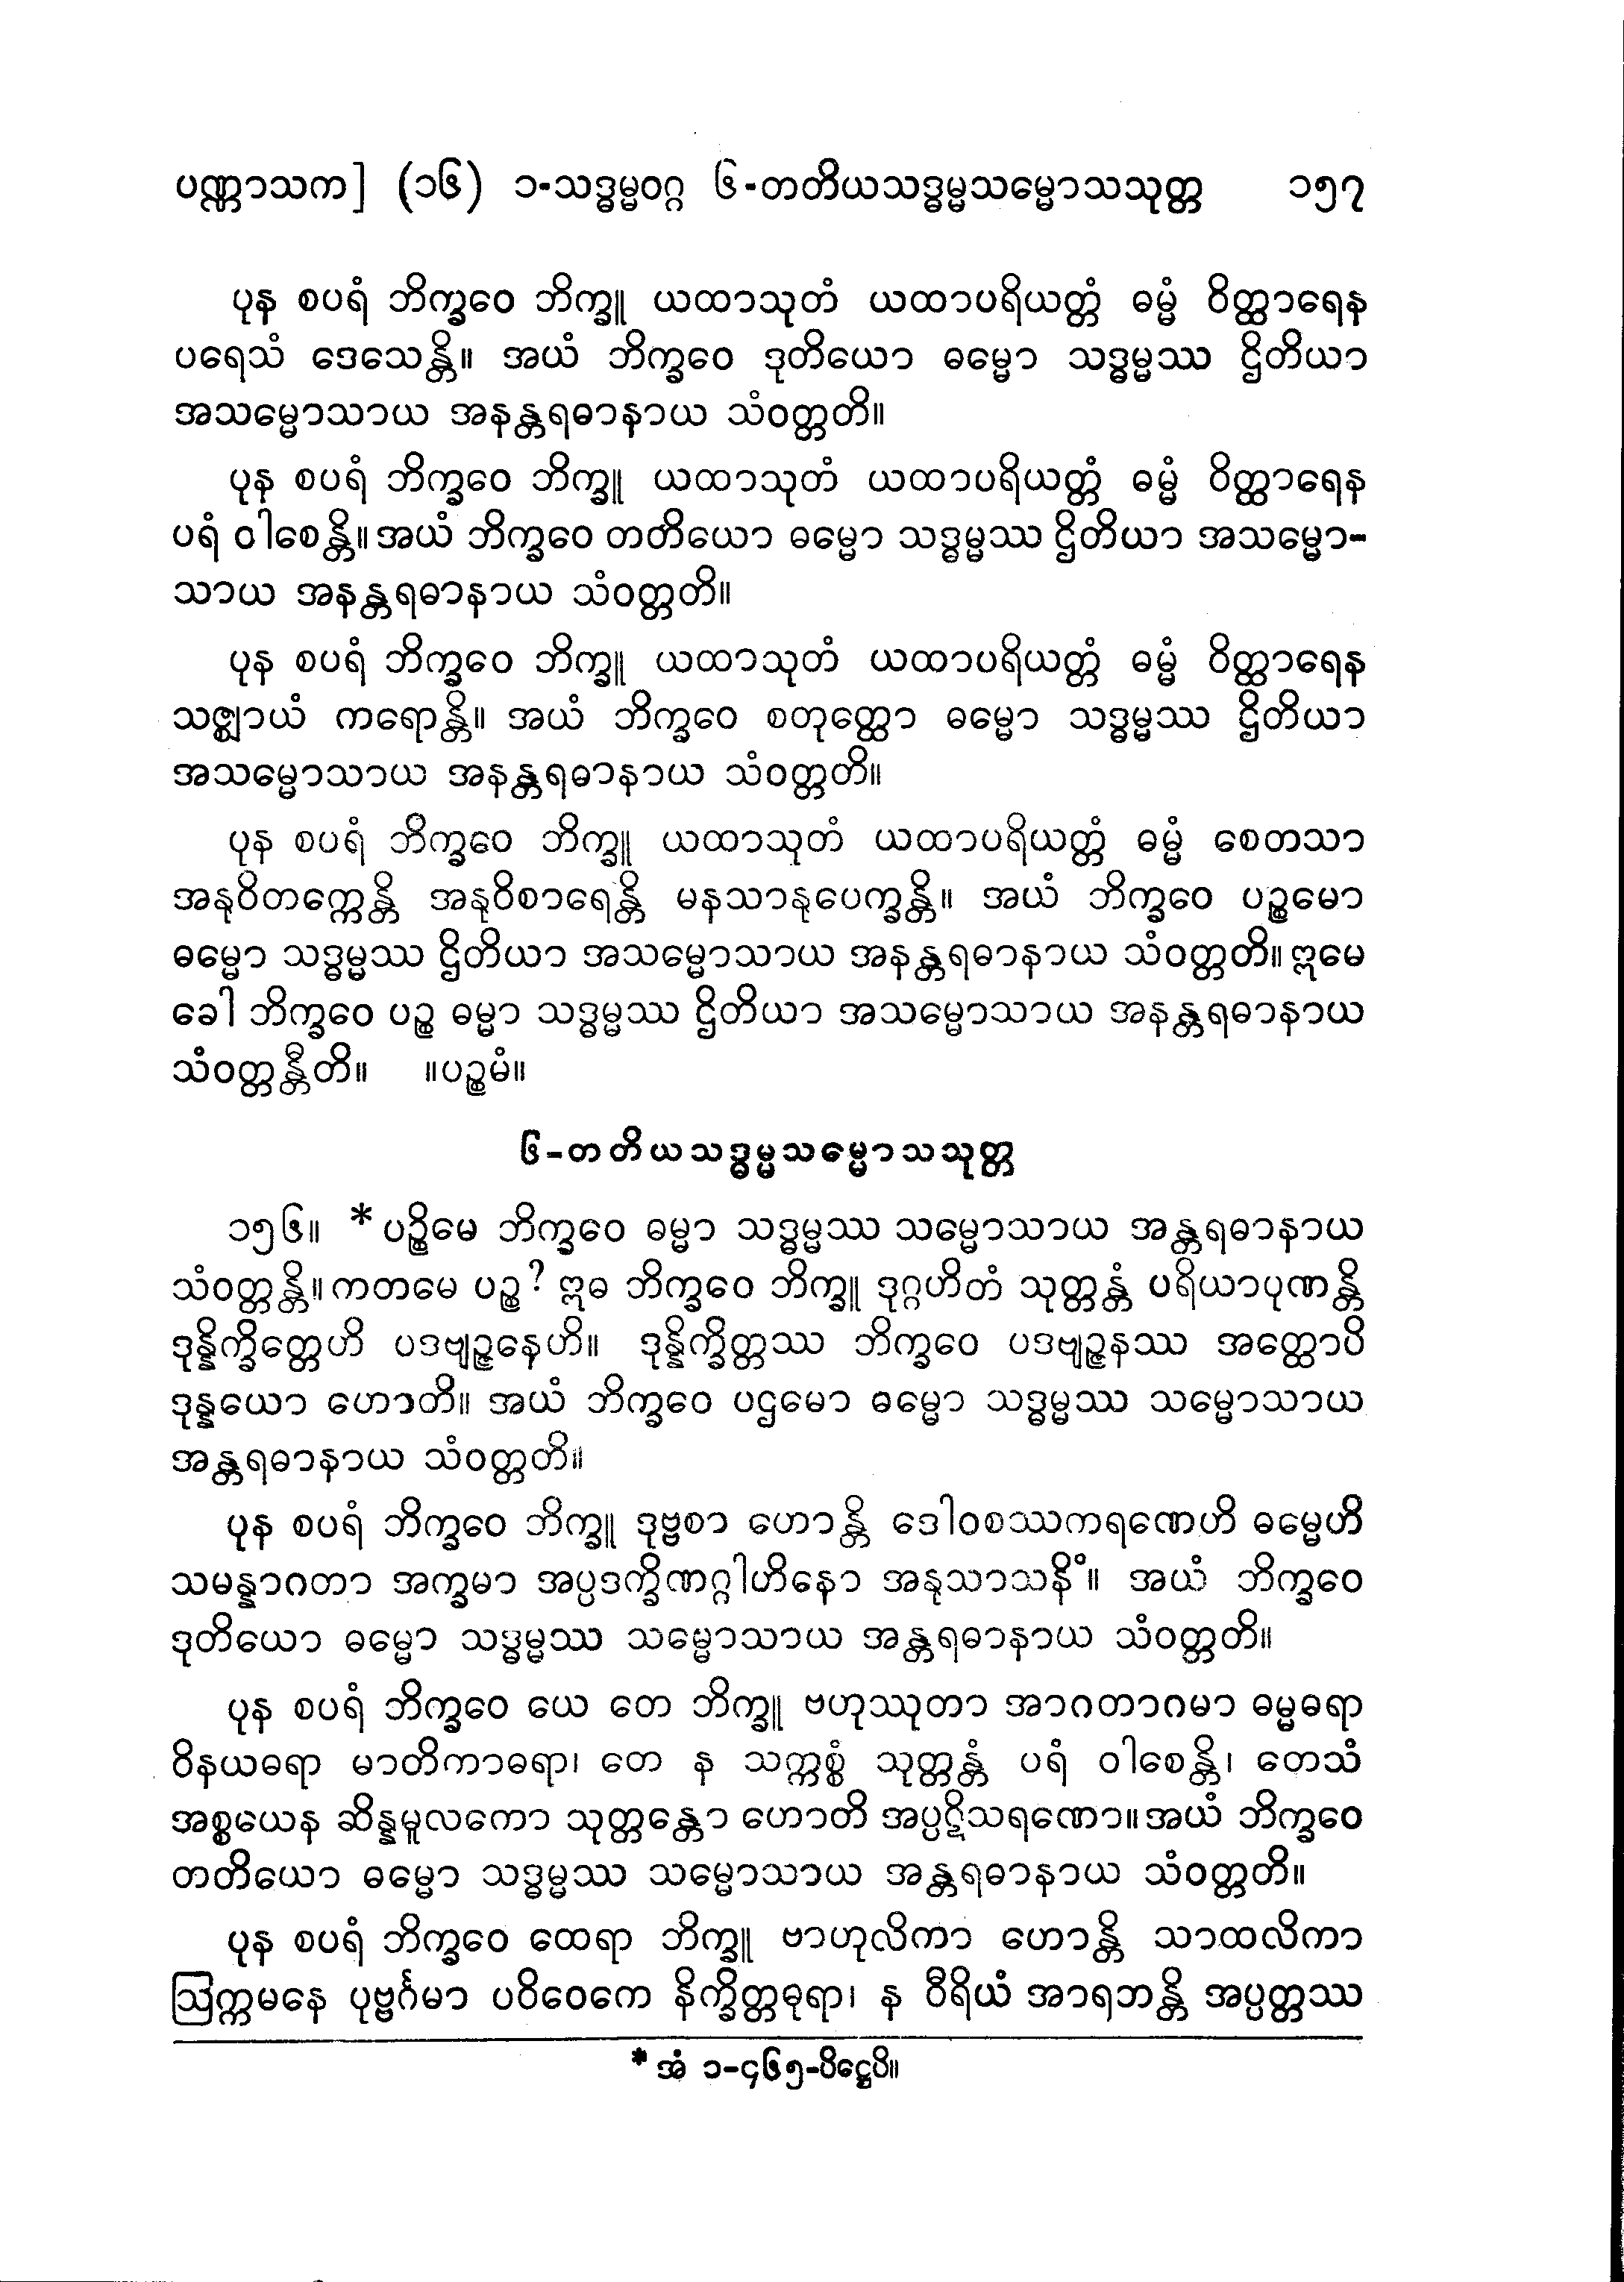 ပဏ္ဏာသက] (၁၆) ၁-သဒ္ဓမ္မဝဂ္ဂ ၆-တတိယသဒ္ဓမ္မသမ္မောသသုတ္တ ၁၅၇
ပုန စပရံ ဘိက္ခဝေ ဘိက္ခူ ယထာသုတံ ယထာပရိယတ္တံ ဓမ္မံ ဝိတ္ထာရေန
ပရေသံ ဒေသေန္တိ။ အယံ ဘိက္ခဝေ ဒုတိယော ဓမ္မော သဒ္ဓမ္မဿ ဌိတိယာ
အသမ္မောသာယ အနန္တရဓာနာယ သံဝတ္တတိ။
ပုန စပရံ ဘိက္ခဝေ ဘိက္ခူ ယထာသုတံ ယထာပရိယတ္တံ ဓမ္မံ ဝိတ္ထာရေန
ပရံ ဝါစေန္တိ။ အယံ ဘိက္ခဝေ တတိယော ဓမ္မော သဒ္ဓမ္မဿ ဌိတိယာ အသမ္မော-
သာယ အနန္တရဓာနာယ သံဝတ္တတိ။
ပုန စပရံ ဘိက္ခဝေ ဘိက္ခူ ယထာသုတံ ယထာပရိယတ္တံ ဓမ္မံ ဝိတ္ထာရေန
သဇ္ဈာယံ ကရောန္တိ။ အယံ ဘိက္ခဝေ စတုတ္ထော ဓမ္မော သဒ္ဓမ္မဿ ဌိတိယာ
အသမ္မောသာယ အနန္တရဓာနာယ သံဝတ္တတိ။
ပုန စပရံ ဘိက္ခဝေ ဘိက္ခူ ယထာသုတံ ယထာပရိယတ္တံ ဓမ္မံ စေတသာ
အနုဝိတက္ကေန္တိ အနုဝိစာရေန္တိ မနသာနုပေက္ခန္တိ။ အယံ ဘိက္ခဝေ ပဉ္စမော
ဓမ္မော သဒ္ဓမ္မဿ ဌိတိယာ အသမ္မောသာယ အနန္တရဓာနာယ သံဝတ္တတိ။ ဣမေ
ခေါ ဘိက္ခဝေ ပဉ္စ ဓမ္မာ သဒ္ဓမ္မဿ ဌိတိယာ အသမ္မောသာယ အနန္တရဓာနာယ
သံဝတ္တန္တီတိ။ ။ပဉ္စမံ။
၆-တတိယသဒ္ဓမ္မသမ္မောသသုတ္တ
၁၅၆။ *ပဉ္စိမေ ဘိက္ခဝေ ဓမ္မာ သဒ္ဓမ္မဿ သမ္မောသာယ အန္တရဓာနာယ
သံဝတ္တန္တိ။ ကတမေ ပဉ္စ? ဣဓ ဘိက္ခဝေ ဘိက္ခူ ဒုဂ္ဂဟိတံ သုတ္တန္တံ ပရိယာပုဏန္တိ
ဒုန္နိက္ခိတ္တေဟိ ပဒဗျဉ္ဇနေဟိ။ ဒုန္နိက္ခိတ္တဿ ဘိက္ခဝေ ပဒဗျဉ္ဇနဿ အတ္ထောပိ
ဒုန္နယော ဟောတိ။ အယံ ဘိက္ခဝေ ပဌမော ဓမ္မော သဒ္ဓမ္မဿ သမ္မောသာယ
အန္တရဓာနာယ သံဝတ္တတိ။
ပုန စပရံ ဘိက္ခဝေ ဘိက္ခူ ဒုဗ္ဗစာ ဟောန္တိ ဒေါဝစဿကရဏေဟိ ဓမ္မေဟိ
သမန္နာဂတာ အက္ခမာ အပ္ပဒက္ခိဏဂ္ဂါဟိနော အနုသာသနိံ။ အယံ ဘိက္ခဝေ
ဒုတိယော ဓမ္မော သဒ္ဓမ္မဿ သမ္မောသာယ အန္တရဓာနာယ သံဝတ္တတိ။
ပုန စပရံ ဘိက္ခဝေ ယေ တေ ဘိက္ခူ ဗဟုဿုတာ အာဂတာဂမာ ဓမ္မဓရာ
ဝိနယဓရာ မာတိကာဓရာ၊ တေ န သက္ကစ္စံ သုတ္တန္တံ ပရံ ဝါစေန္တိ၊ တေသံ
အစ္စယေန ဆိန္နမူလကော သုတ္တန္တော ဟောတိ အပ္ပဋိသရဏော။ အယံ ဘိက္ခဝေ
တတိယော ဓမ္မော သဒ္ဓမ္မဿ သမ္မောသာယ အန္တရဓာနာယ သံဝတ္တတိ။
ပုန စပရံ ဘိက္ခဝေ ထေရာ ဘိက္ခူ ဗာဟုလိကာ ဟောန္တိ သာထလိကာ
ဩက္ကမနေ ပုဗ္ဗင်္ဂမာ ပဝိဝေကေ နိက္ခိတ္တဓုရာ၊ န ဝီရိယံ အာရဘန္တိ အပ္ပတ္တဿ
* အံ ၁-၄၆၅-ပိဋ္ဌေပိ။